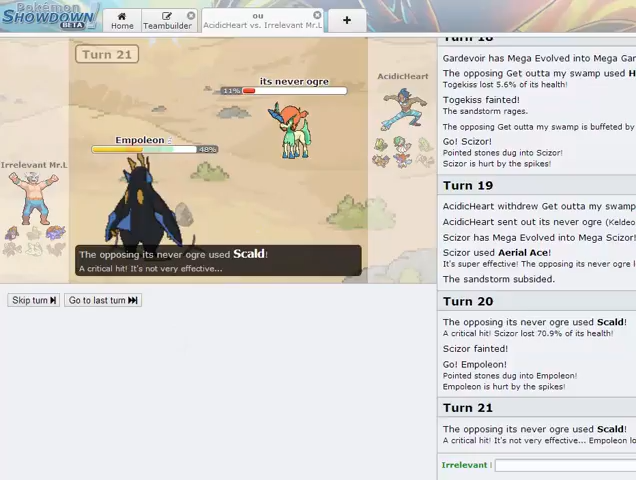 Pokémon
SHOWDOWN
BETA
Home
Teambuilder
ou
AcidicHeart vs. Irrelevant Mr.L
+
Turn 21
its never ogre
11%
AcidicHeart
Empoleon
48%
Irrelevant Mr.L
The opposing its never ogre used Scald!
A critical hit! It's not very effective...
Skip turn
Go to last turn
Turn 18
Gardevoir has Mega Evolved into Mega Gar
The opposing Get outta my swamp used H
Togekiss lost 5.6% of its health!
Togekiss fainted!
The sandstorm rages.
The opposing Get outta my swamp is buffeted by
Go! Scizor!
Pointed stones dug into Scizor!
Scizor is hurt by the spikes!
Turn 19
AcidicHeart withdrew Get outta my swamp
AcidicHeart sent out its never ogre (Keldeo
Scizor has Mega Evolved into Mega Scizor!
Scizor used Aerial Ace!
It's super effective! The opposing its never ogre l
The sandstorm subsided.
Turn 20
The opposing its never ogre used Scald!
A critical hit! Scizor lost 70.9% of its health!
Scizor fainted!
Go! Empoleon!
Pointed stones dug into Empoleon!
Empoleon is hurt by the spikes!
Turn 21
The opposing its never ogre used Scald!
A critical hit! It's not very effective... Empoleon lo
Irrelevant